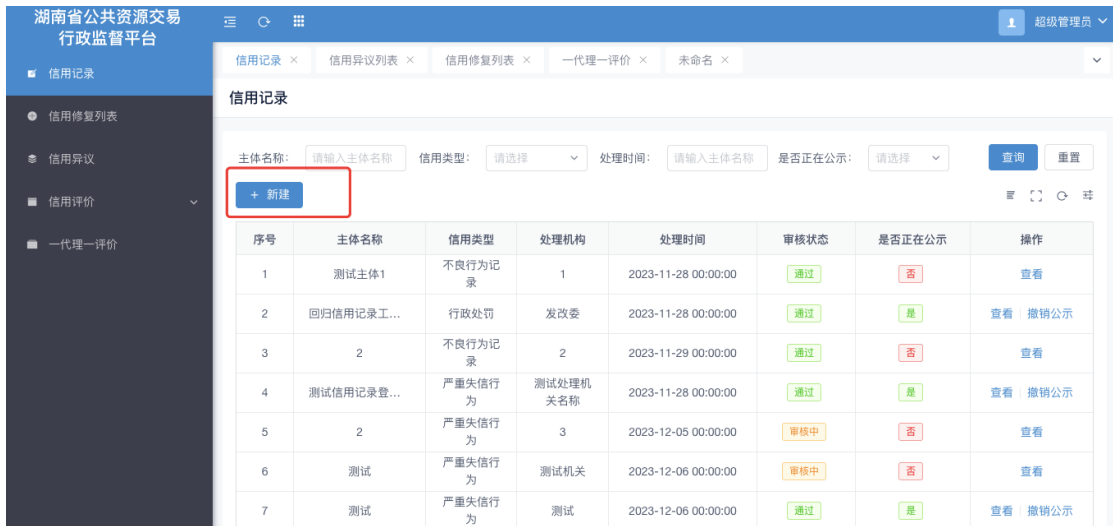 湖南省公共资源交易
行政监督平台
超级管理员
信用记录
信用修复列表
信用异议
信用评价
一代理一评价
信用记录 × 信用异议列表 × 信用修复列表 × 一代理一评价 × 未命名 ×
信用记录
主体名称: 请输入主体名称 信用类型: 请选择 处理时间: 请输入主体名称 是否正在公示: 请选择 查询 重置
+ 新建
序号 主体名称 信用类型 处理机构 处理时间 审核状态 是否正在公示 操作
1 测试主体1 不良行为记 1 2023-11-28 00:00:00 通过 否 查看
录
2 回归信用记录工... 行政处罚 发改委 2023-11-28 00:00:00 通过 是 查看 撤销公示
3 2 不良行为记 2 2023-11-29 00:00:00 通过 否 查看
录
4 测试信用记录登... 严重失信行 测试处理机 2023-11-28 00:00:00 通过 是 查看 撤销公示
为 关名称
5 2 严重失信行 3 2023-12-05 00:00:00 审核中 否 查看
为
6 测试 严重失信行 测试机关 2023-12-06 00:00:00 审核中 否 查看
为
7 测试 严重失信行 测试 2023-12-06 00:00:00 通过 是 查看 撤销公示
为